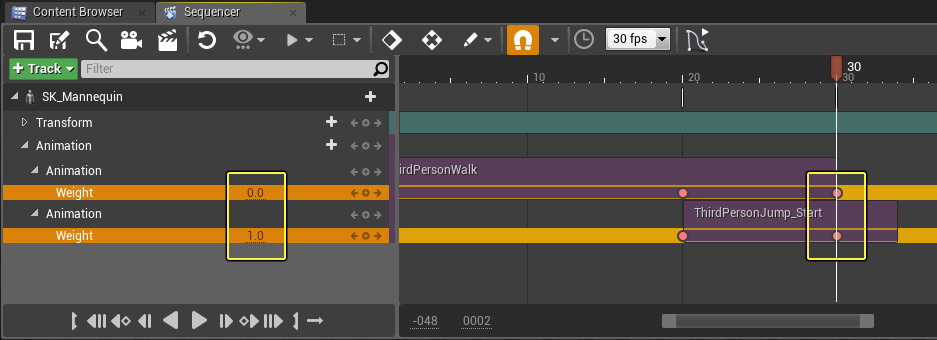 Content Browser
Sequencer
30 fps
Track
Filter
10
20
30
30
SK_Mannequin
Transform
Animation
Animation
irdPersonWalk
Weight
0.0
Animation
ThirdPersonJump_Start
Weight
1.0
-048
0002